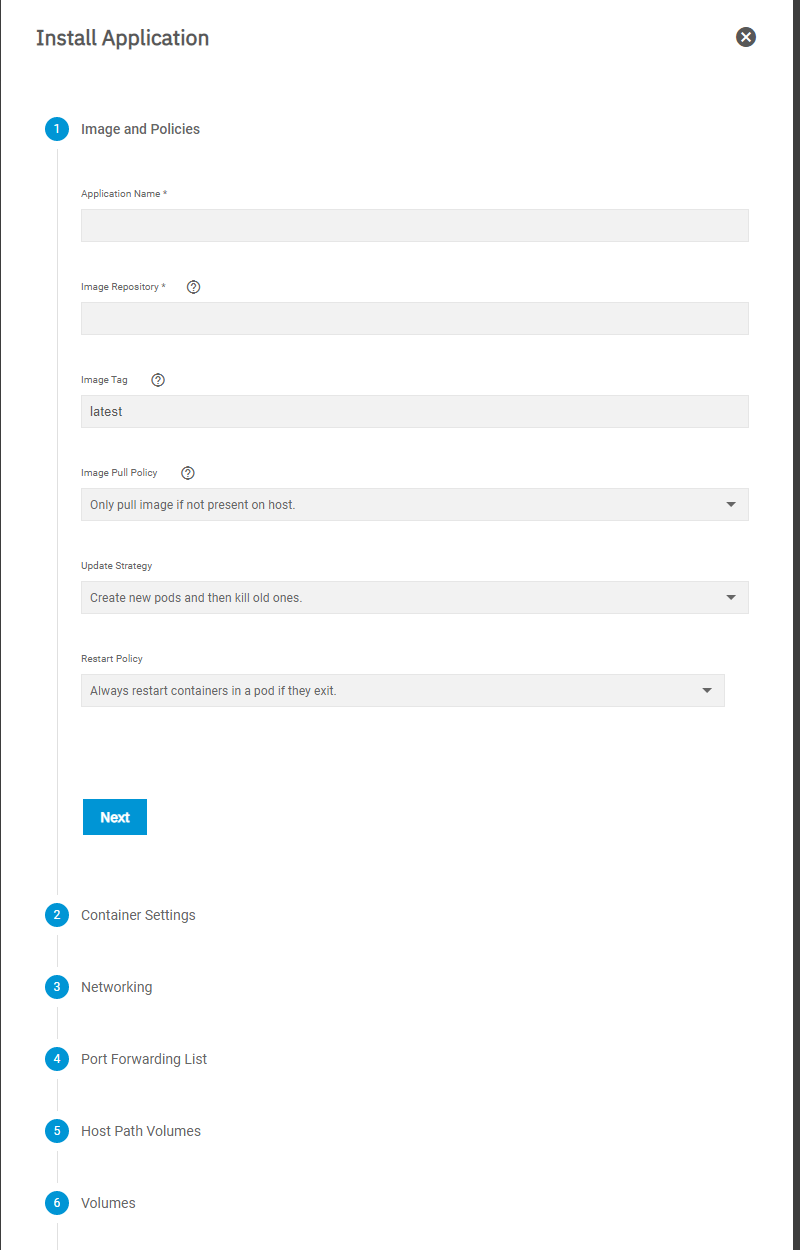 Install Application
1 Image and Policies
Application Name *
Image Repository *
Image Tag
latest
Image Pull Policy
Only pull image if not present on host.
Update Strategy
Create new pods and then kill old ones.
Restart Policy
Always restart containers in a pod if they exit.
Next
2 Container Settings
3 Networking
4 Port Forwarding List
5 Host Path Volumes
6 Volumes